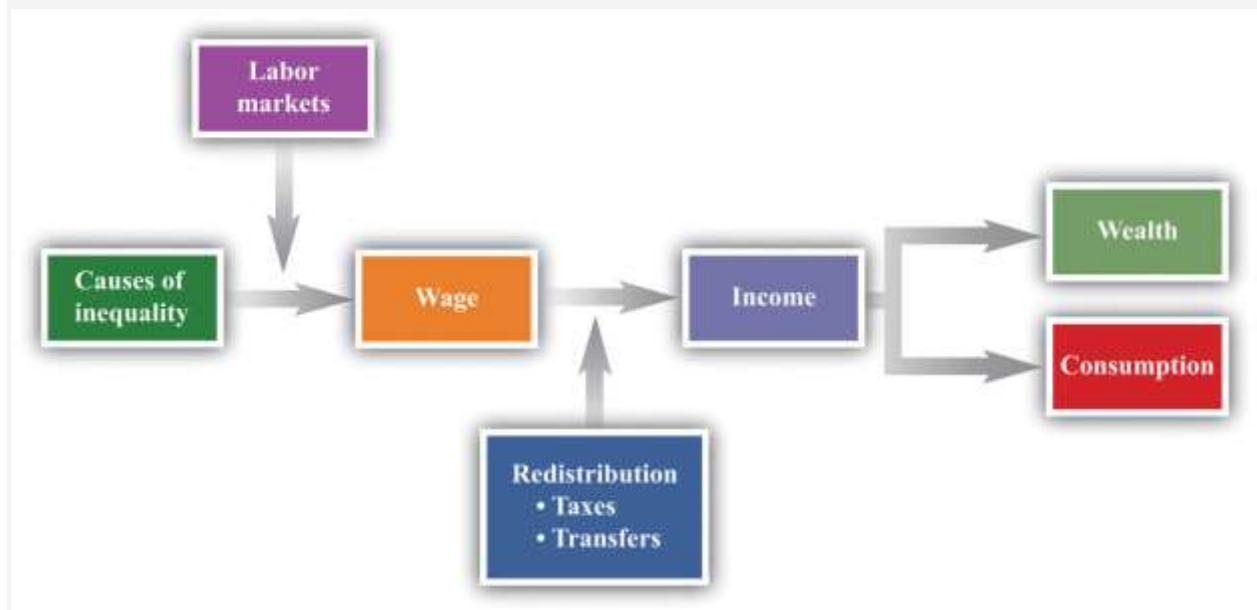 Labor
markets
Causes of
inequality
Wage
Income
Wealth
Consumption
Redistribution
• Taxes
• Transfers